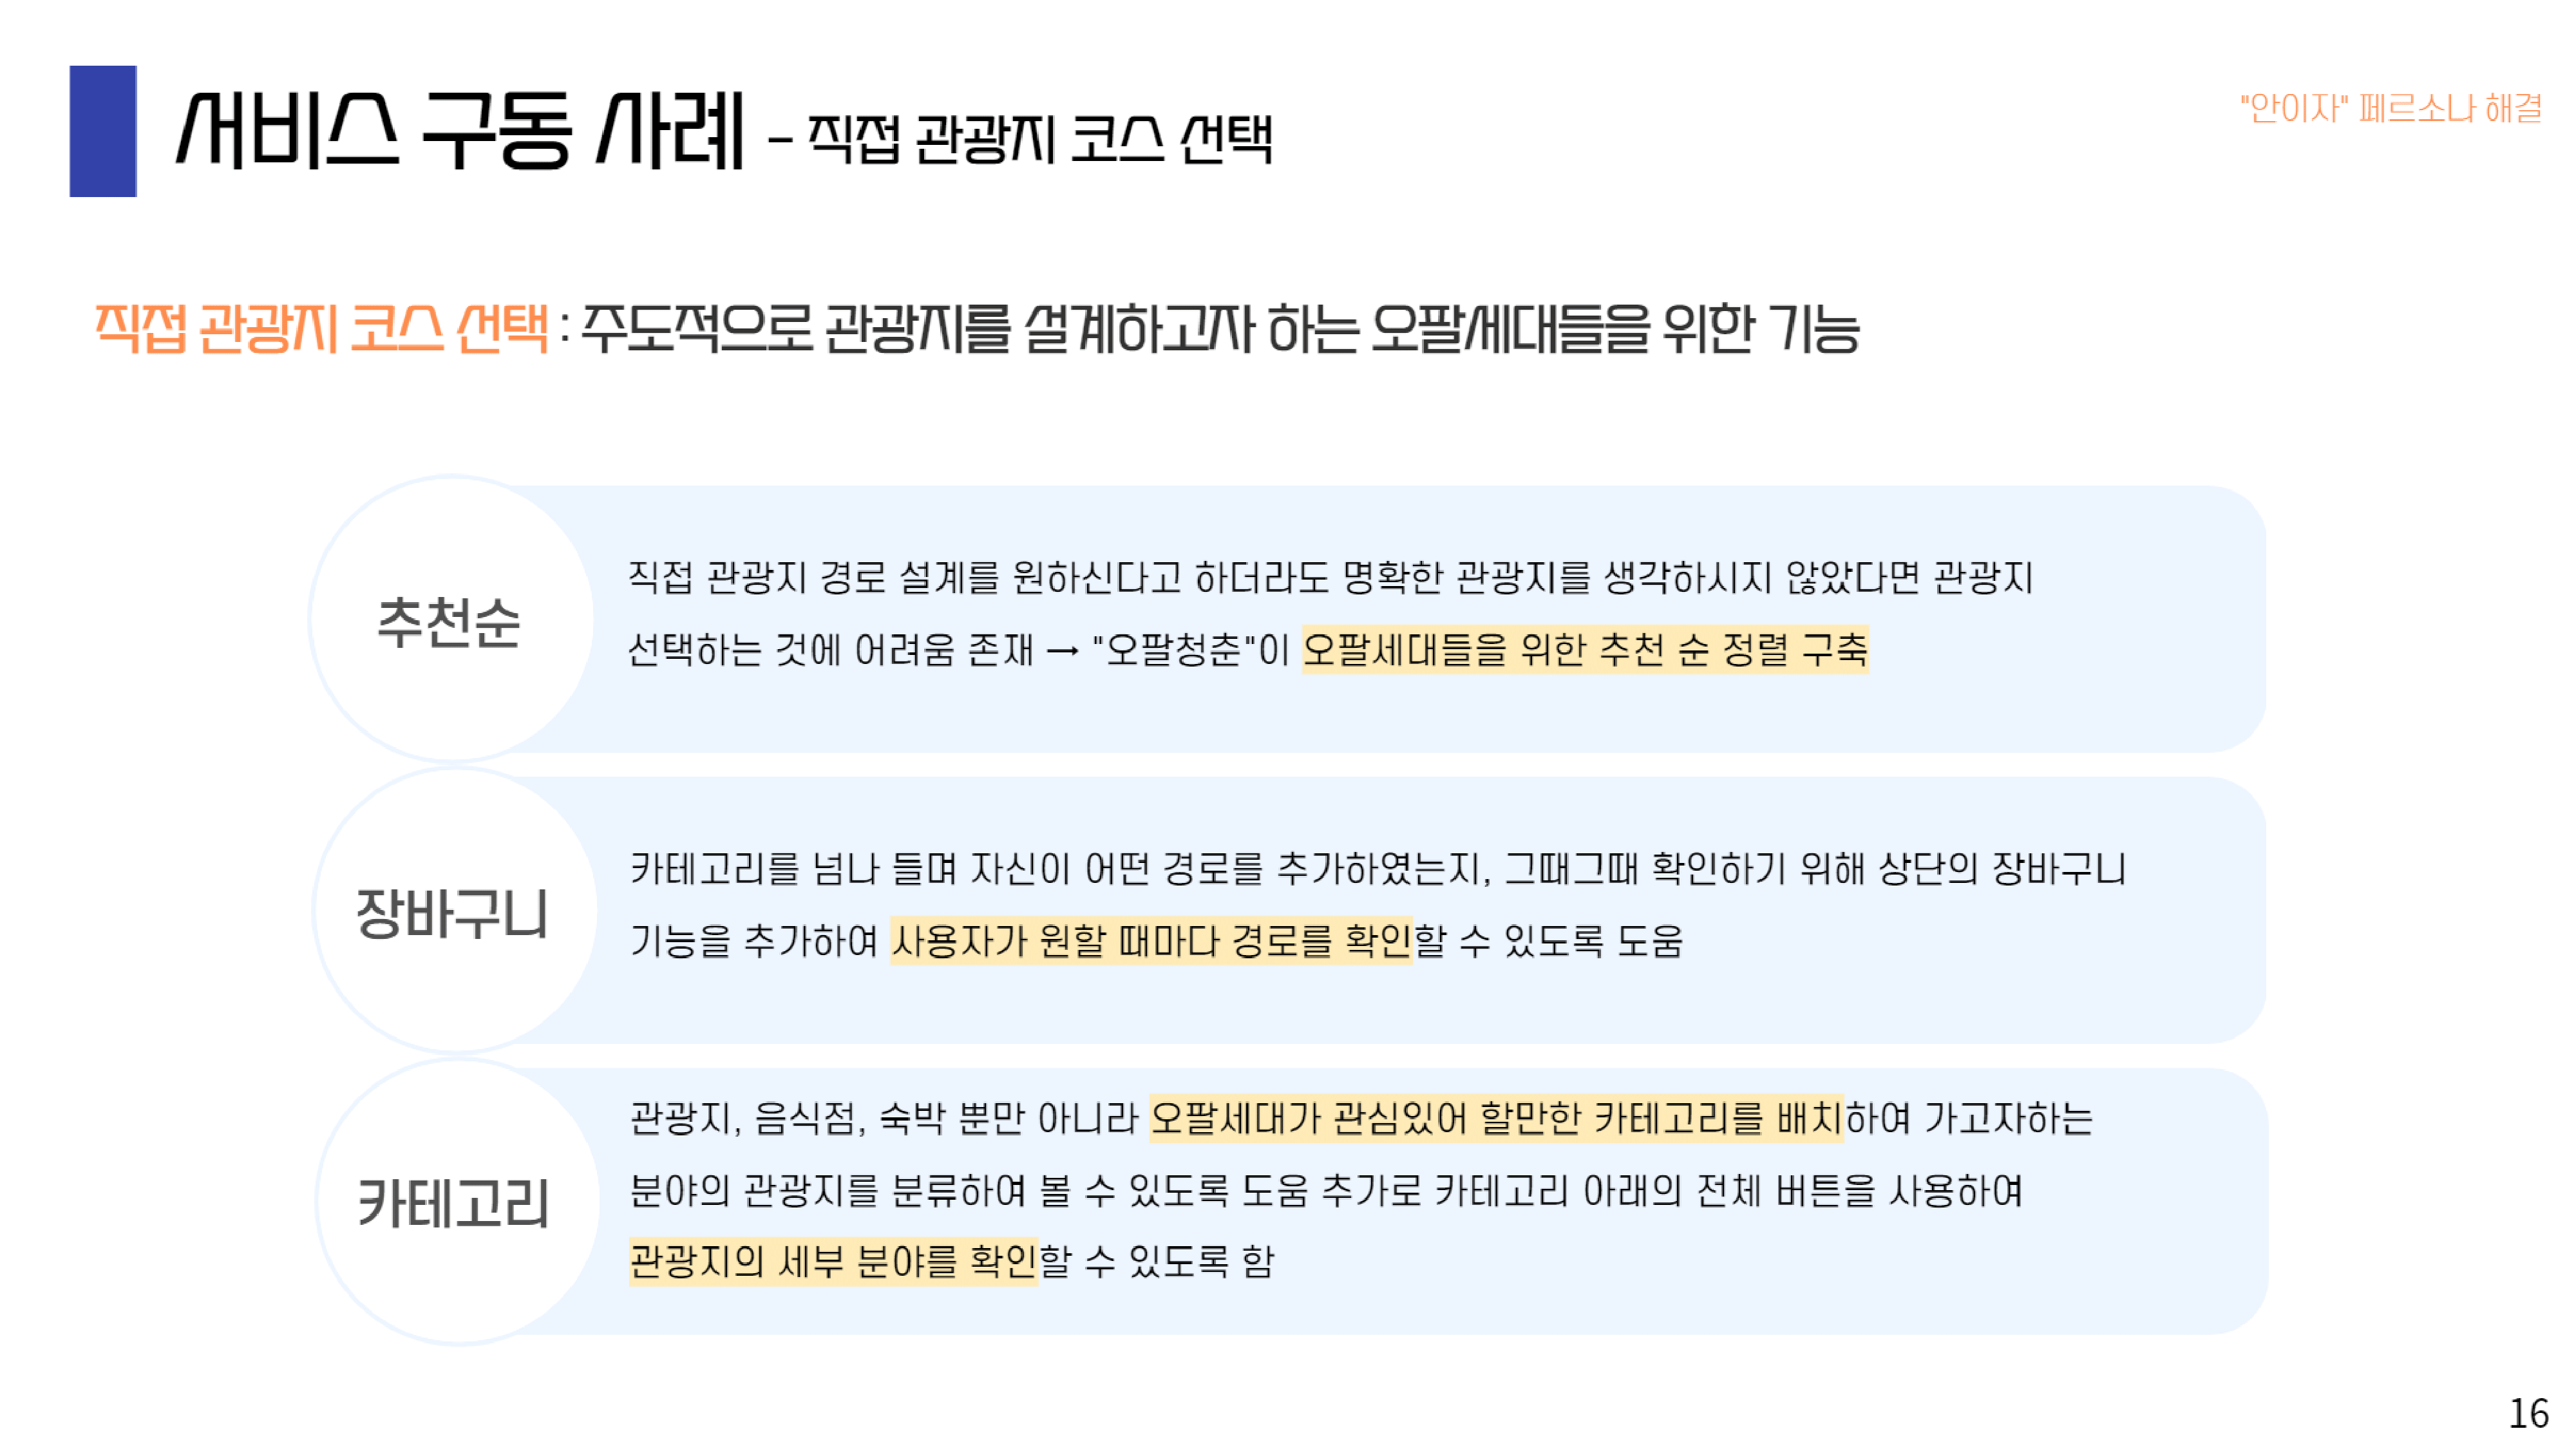 서비스 구동 사례 - 직접 관광지 코스 선택
"안이자" 페르소나 해결
직접 관광지 코스 선택 : 주도적으로 관광지를 설계하고자 하는 오팔세대들을 위한 기능
추천순
직접 관광지 경로 설계를 원하신다고 하더라도 명확한 관광지를 생각하시지 않았다면 관광지
선택하는 것에 어려움 존재 → "오팔청춘"이 오팔세대들을 위한 추천 순 정렬 구축
장바구니
카테고리를 넘나 들며 자신이 어떤 경로를 추가하였는지, 그때그때 확인하기 위해 상단의 장바구니
기능을 추가하여 사용자가 원할 때마다 경로를 확인할 수 있도록 도움
카테고리
관광지, 음식점, 숙박 뿐만 아니라 오팔세대가 관심있어 할만한 카테고리를 배치하여 가고자하는
분야의 관광지를 분류하여 볼 수 있도록 도움 추가로 카테고리 아래의 전체 버튼을 사용하여
관광지의 세부 분야를 확인할 수 있도록 함
16